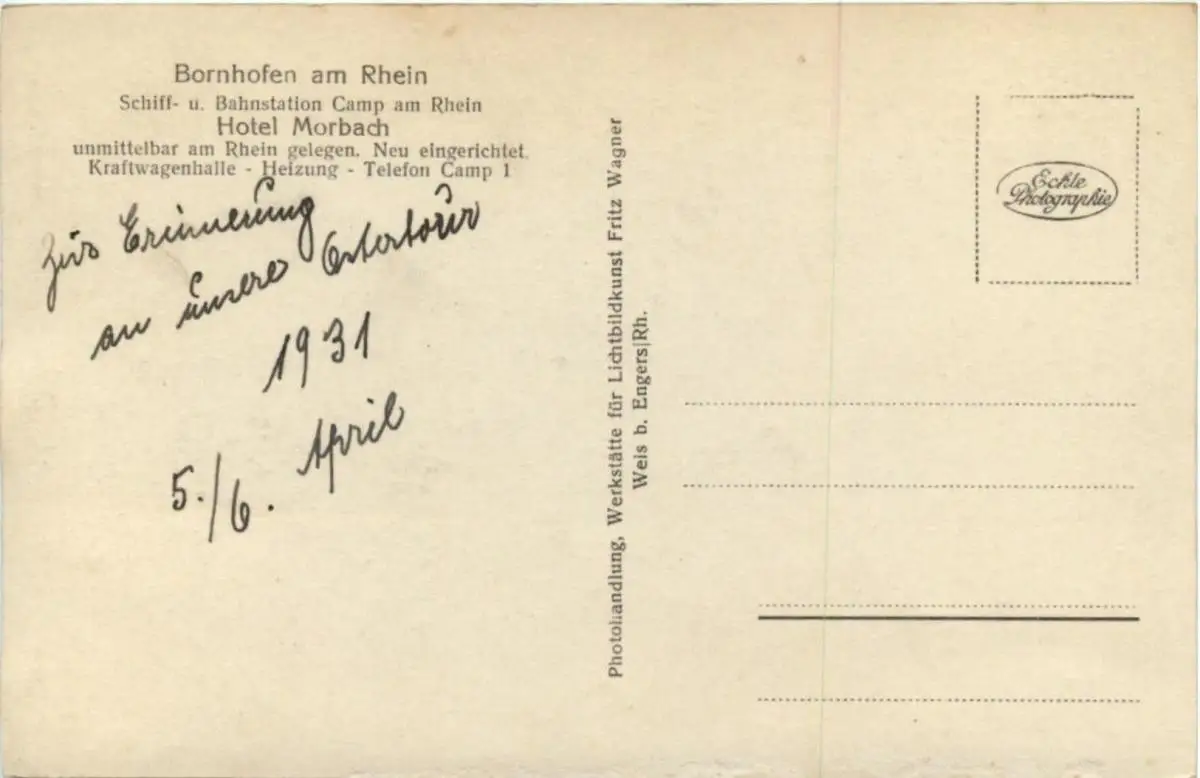 Bornhofen am Rhein
Schiff- u. Bahnstation Camp am Rhein
Hotel Morbach
unmittelbar am Rhein gelegen. Neu eingerichtet.
Kraftwagenhalle - Heizung - Telefon Camp 1
Zur Erinnerung
an unsere Ostertour
1931
5./6. April
Photohandlung, Werkstätte für Lichtbildkunst Fritz Wagner
Weis b. Engers|Rh.
Echte
Photographie